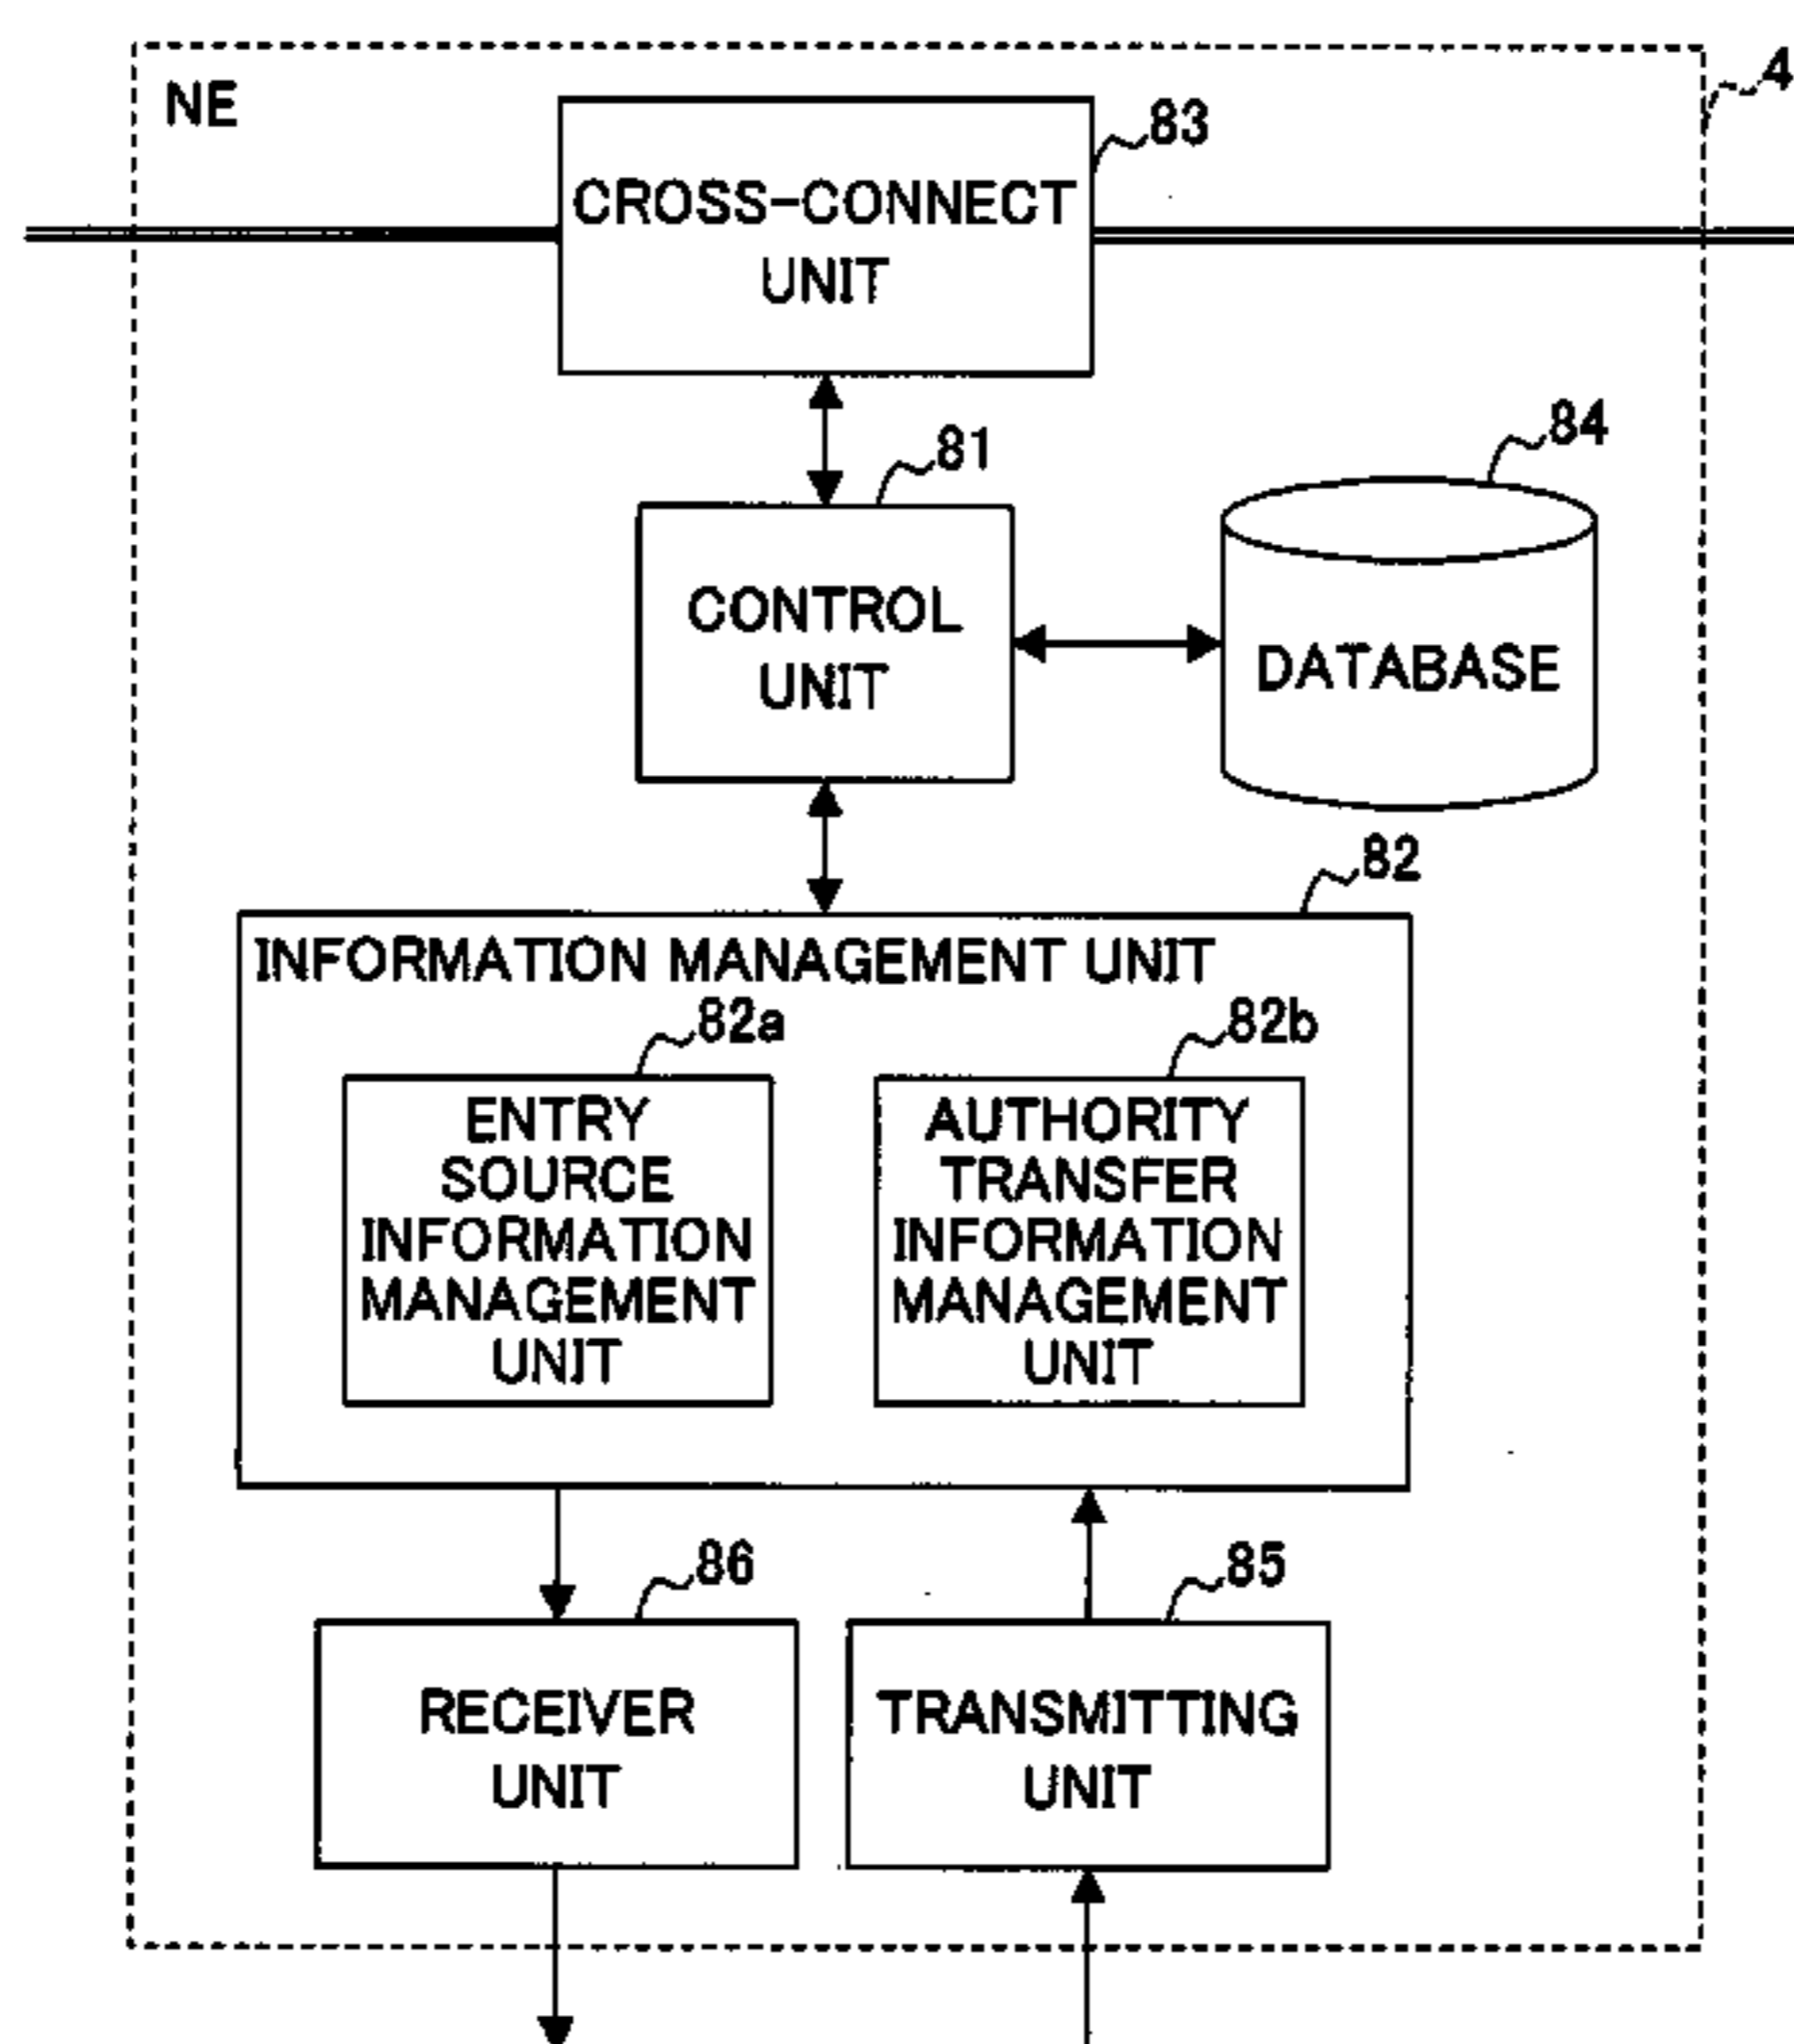 NE
4
83
CROSS-CONNECT
UNIT
81
84
CONTROL
UNIT
DATABASE
82
INFORMATION MANAGEMENT UNIT
82a
82b
ENTRY
SOURCE
INFORMATION
MANAGEMENT
UNIT
AUTHORITY
TRANSFER
INFORMATION
MANAGEMENT
UNIT
86
85
RECEIVER
UNIT
TRANSMITTING
UNIT